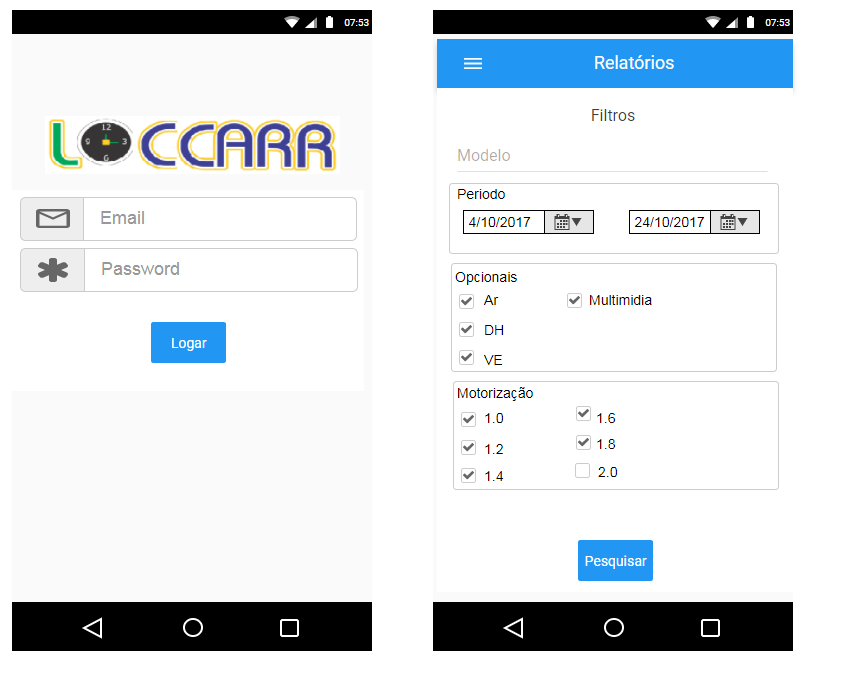 07:53
LOCCARR
12
9
3
6
Email
Password
Logar
07:53
Relatórios
Filtros
Modelo
Periodo
4/10/2017 24/10/2017
Opcionais
Ar Multimidia
DH
VE
Motorização
1.0 1.6
1.2 1.8
1.4 2.0
Pesquisar